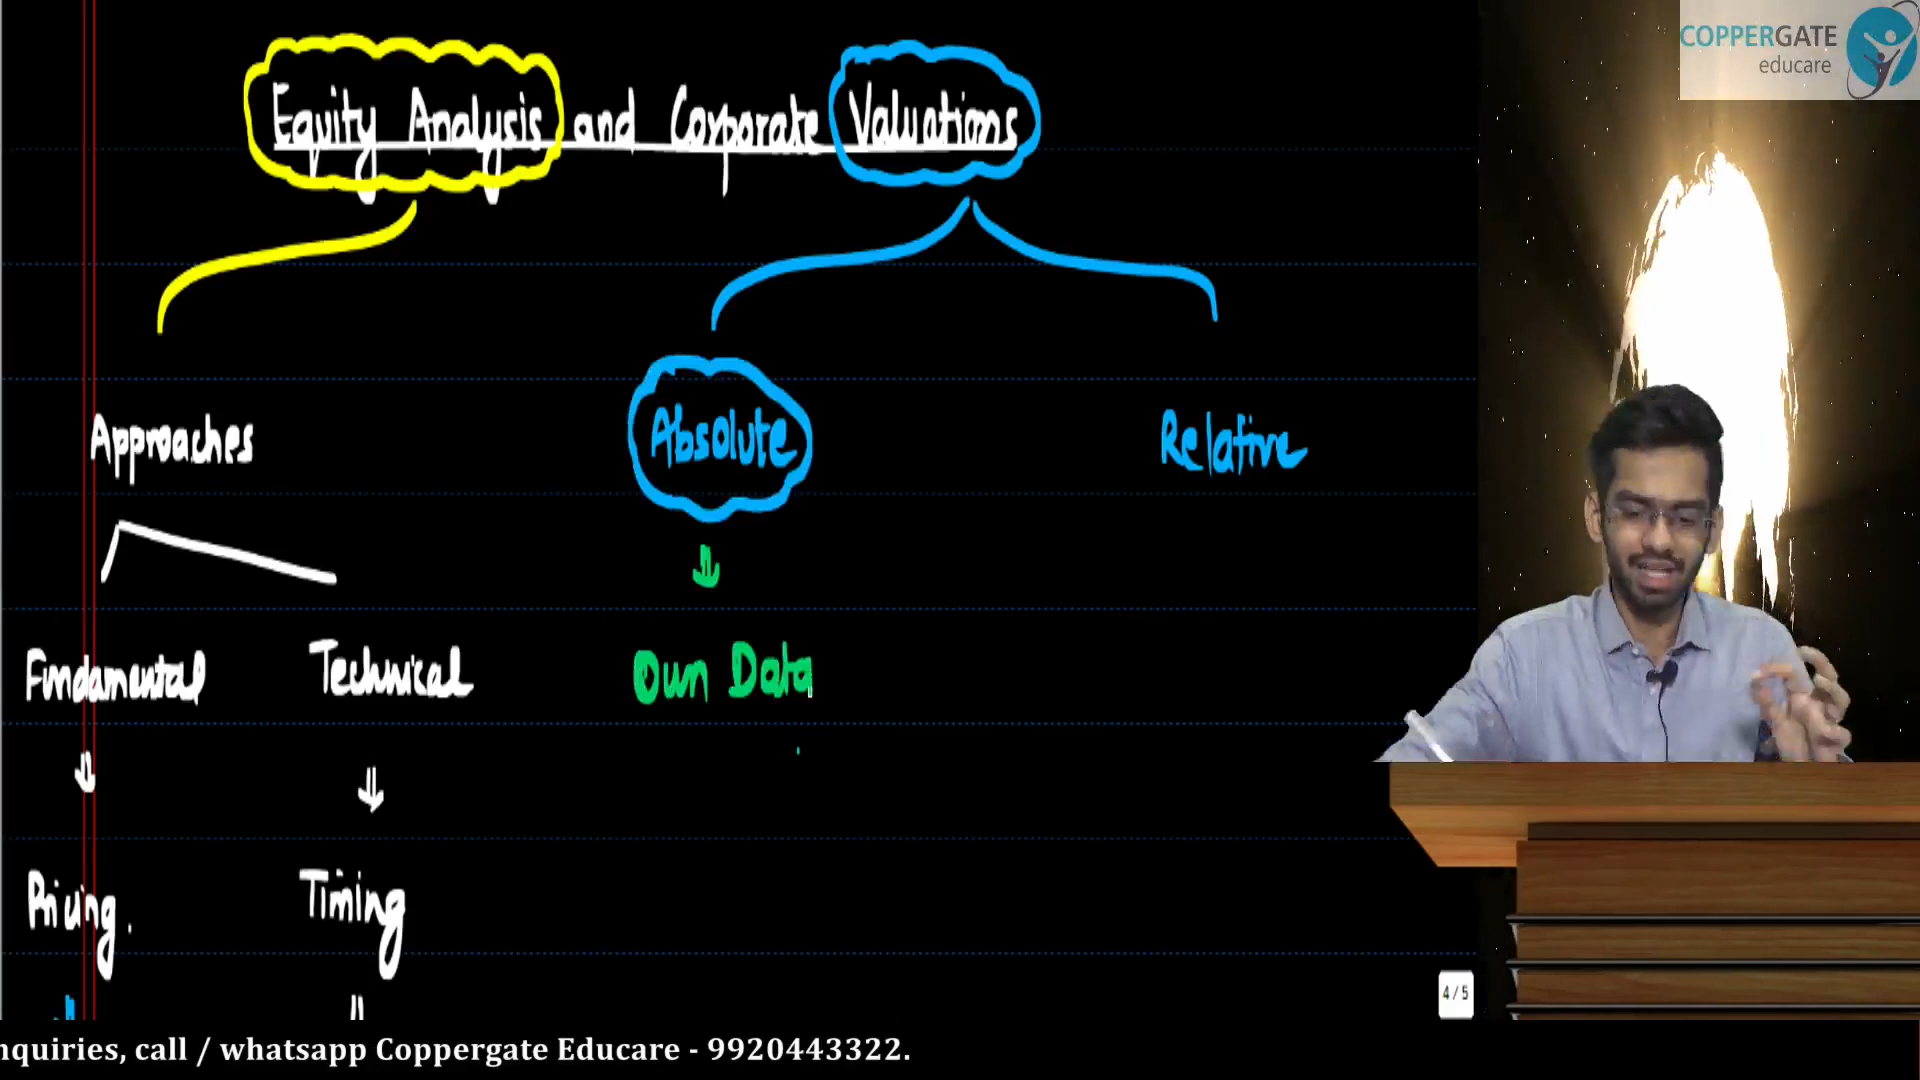 COPPERGATE
educare
Equity Analysis and Corporate Valuations
Approaches
Absolute
Relative
Fundamental
Technical
Own Data
Pricing.
Timing
4/5
nquiries, call / whatsapp Coppergate Educare - 9920443322.